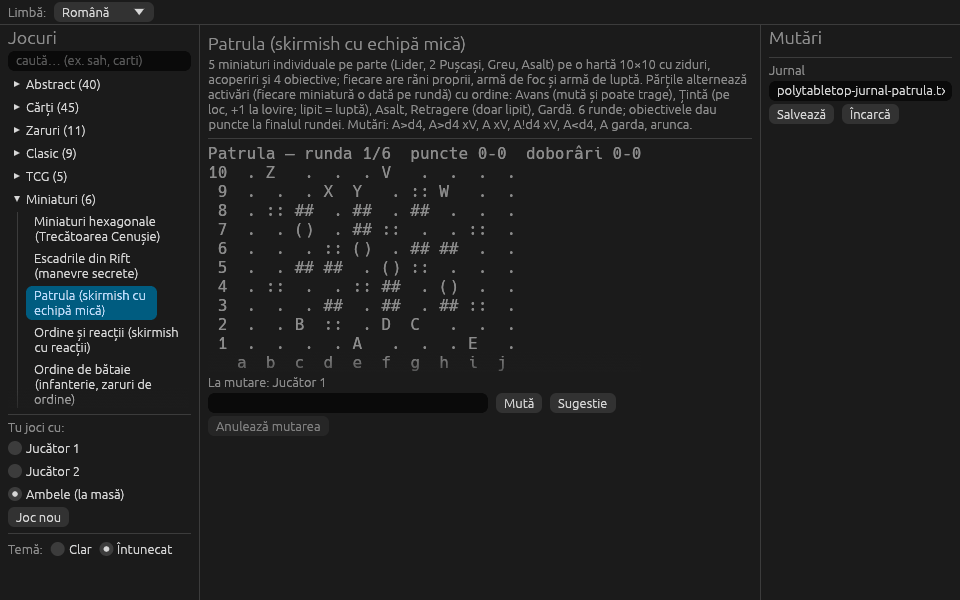 Limbă: Română
Jocuri
caută... (ex. sah, carti)
Abstract (40)
Cărți (45)
Zaruri (11)
Clasic (9)
TCG (5)
Miniaturi (6)
Miniaturi hexagonale
(Trecătoarea Cenușie)
Escadrile din Rift
(manevre secrete)
Patrula (skirmish cu
echipă mică)
Ordine și reacții (skirmish
cu reacții)
Ordine de bătaie
(infanterie, zaruri de
ordine)
Tu joci cu:
Jucător 1
Jucător 2
Ambele (la masă)
Joc nou
Temă: Clar Întunecat
Patrula (skirmish cu echipă mică)
5 miniaturi individuale pe parte (Lider, 2 Pușcași, Greu, Asalt) pe o hartă 10×10 cu ziduri,
acoperiri și 4 obiective; fiecare are răni proprii, armă de foc și armă de luptă. Părțile alternează
activări (fiecare miniatură o dată pe rundă) cu ordine: Avans (mută și poate trage), Țintă (pe
loc, +1 la lovire; lipit = luptă), Asalt, Retragere (doar lipit), Gardă. 6 runde; obiectivele dau
puncte la finalul rundei. Mutări: A>d4, A>d4 xV, A xV, A!d4 xV, A<d4, A garda, arunca.
Patrula — runda 1/6 puncte 0-0 doborâri 0-0
10 . Z . . . V . . . .
9 . . . X Y . :: W . .
8 . :: ## . ## . ## . . .
7 . . () . ## :: . . :: .
6 . . . :: () . ## ## . .
5 . . ## ## . () :: . . .
4 . :: . . :: ## . () . .
3 . . . ## . ## . ## :: .
2 . . B :: . D C . . .
1 . . . . A . . . E .
a b c d e f g h i j
La mutare: Jucător 1
Mută Sugestie
Anulează mutarea
Mutări
Jurnal
polytabletop-jurnal-patrula.tx
Salvează Încarcă